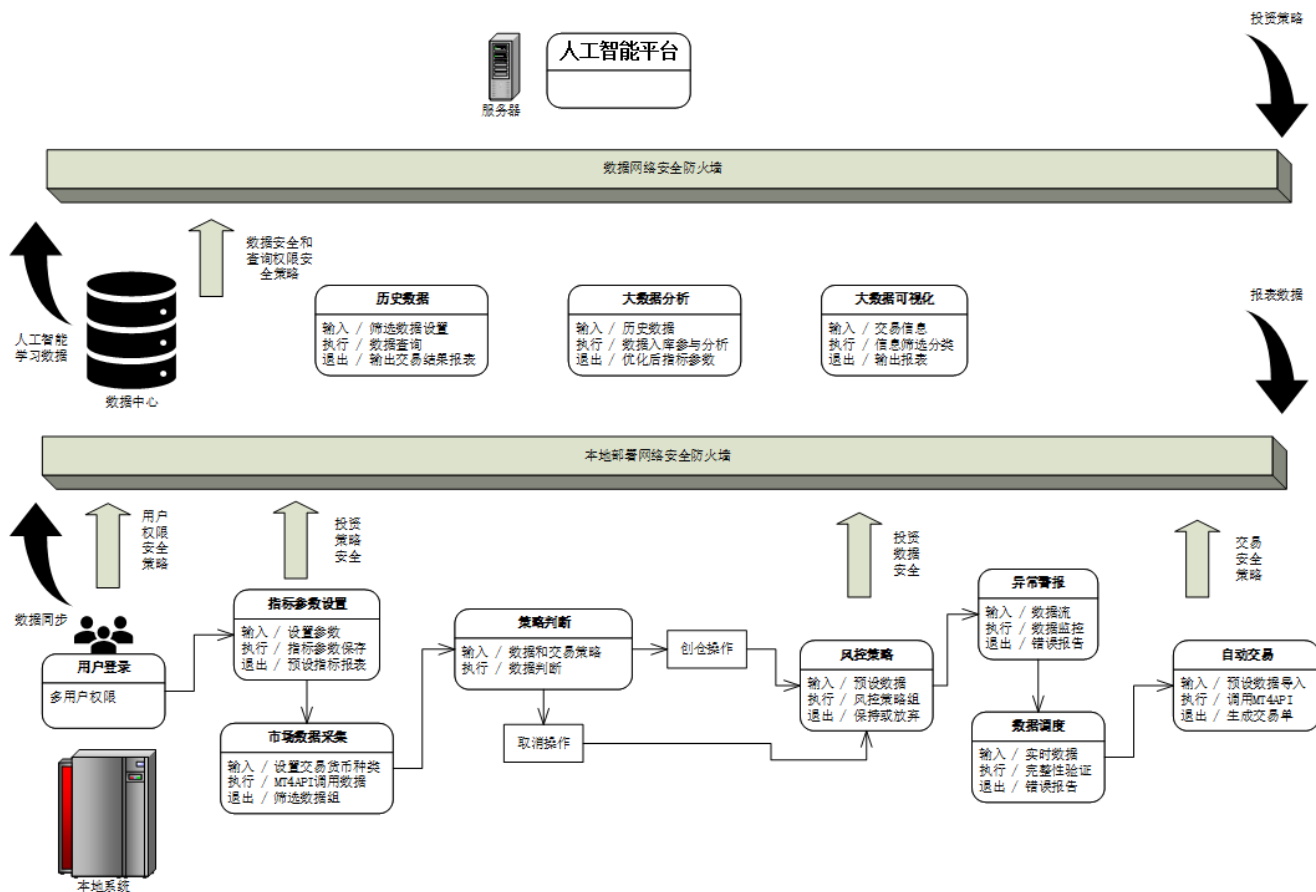 投资策略
人工智能平台
服务器
数据网络安全防火墙
数据安全和
查询权限安
全策略
人工智能
学习数据
数据中心
历史数据
输入 / 筛选数据设置
执行 / 数据查询
退出 / 输出交易结果报表
大数据分析
输入 / 历史数据
执行 / 数据入库参与分析
退出 / 优化后指标参数
大数据可视化
输入 / 交易信息
执行 / 信息筛选分类
退出 / 输出报表
报表数据
本地部署网络安全防火墙
数据同步
用户
权限
安全
策略
投资
策略
安全
投资
数据
安全
交易
安全
策略
用户登录
多用户权限
指标参数设置
输入 / 设置参数
执行 / 指标参数保存
退出 / 预设指标报表
市场数据采集
输入 / 设置交易货币种类
执行 / MT4API调用数据
退出 / 筛选数据组
策略判断
输入 / 数据和交易策略
执行 / 数据判断
创仓操作
取消操作
风控策略
输入 / 预设数据
执行 / 风控策略组
退出 / 保持或放弃
异常警报
输入 / 数据流
执行 / 数据监控
退出 / 错误报告
数据调度
输入 / 实时数据
执行 / 完整性验证
退出 / 错误报告
自动交易
输入 / 预设数据导入
执行 / 调用MT4API
退出 / 生成交易单
本地系统